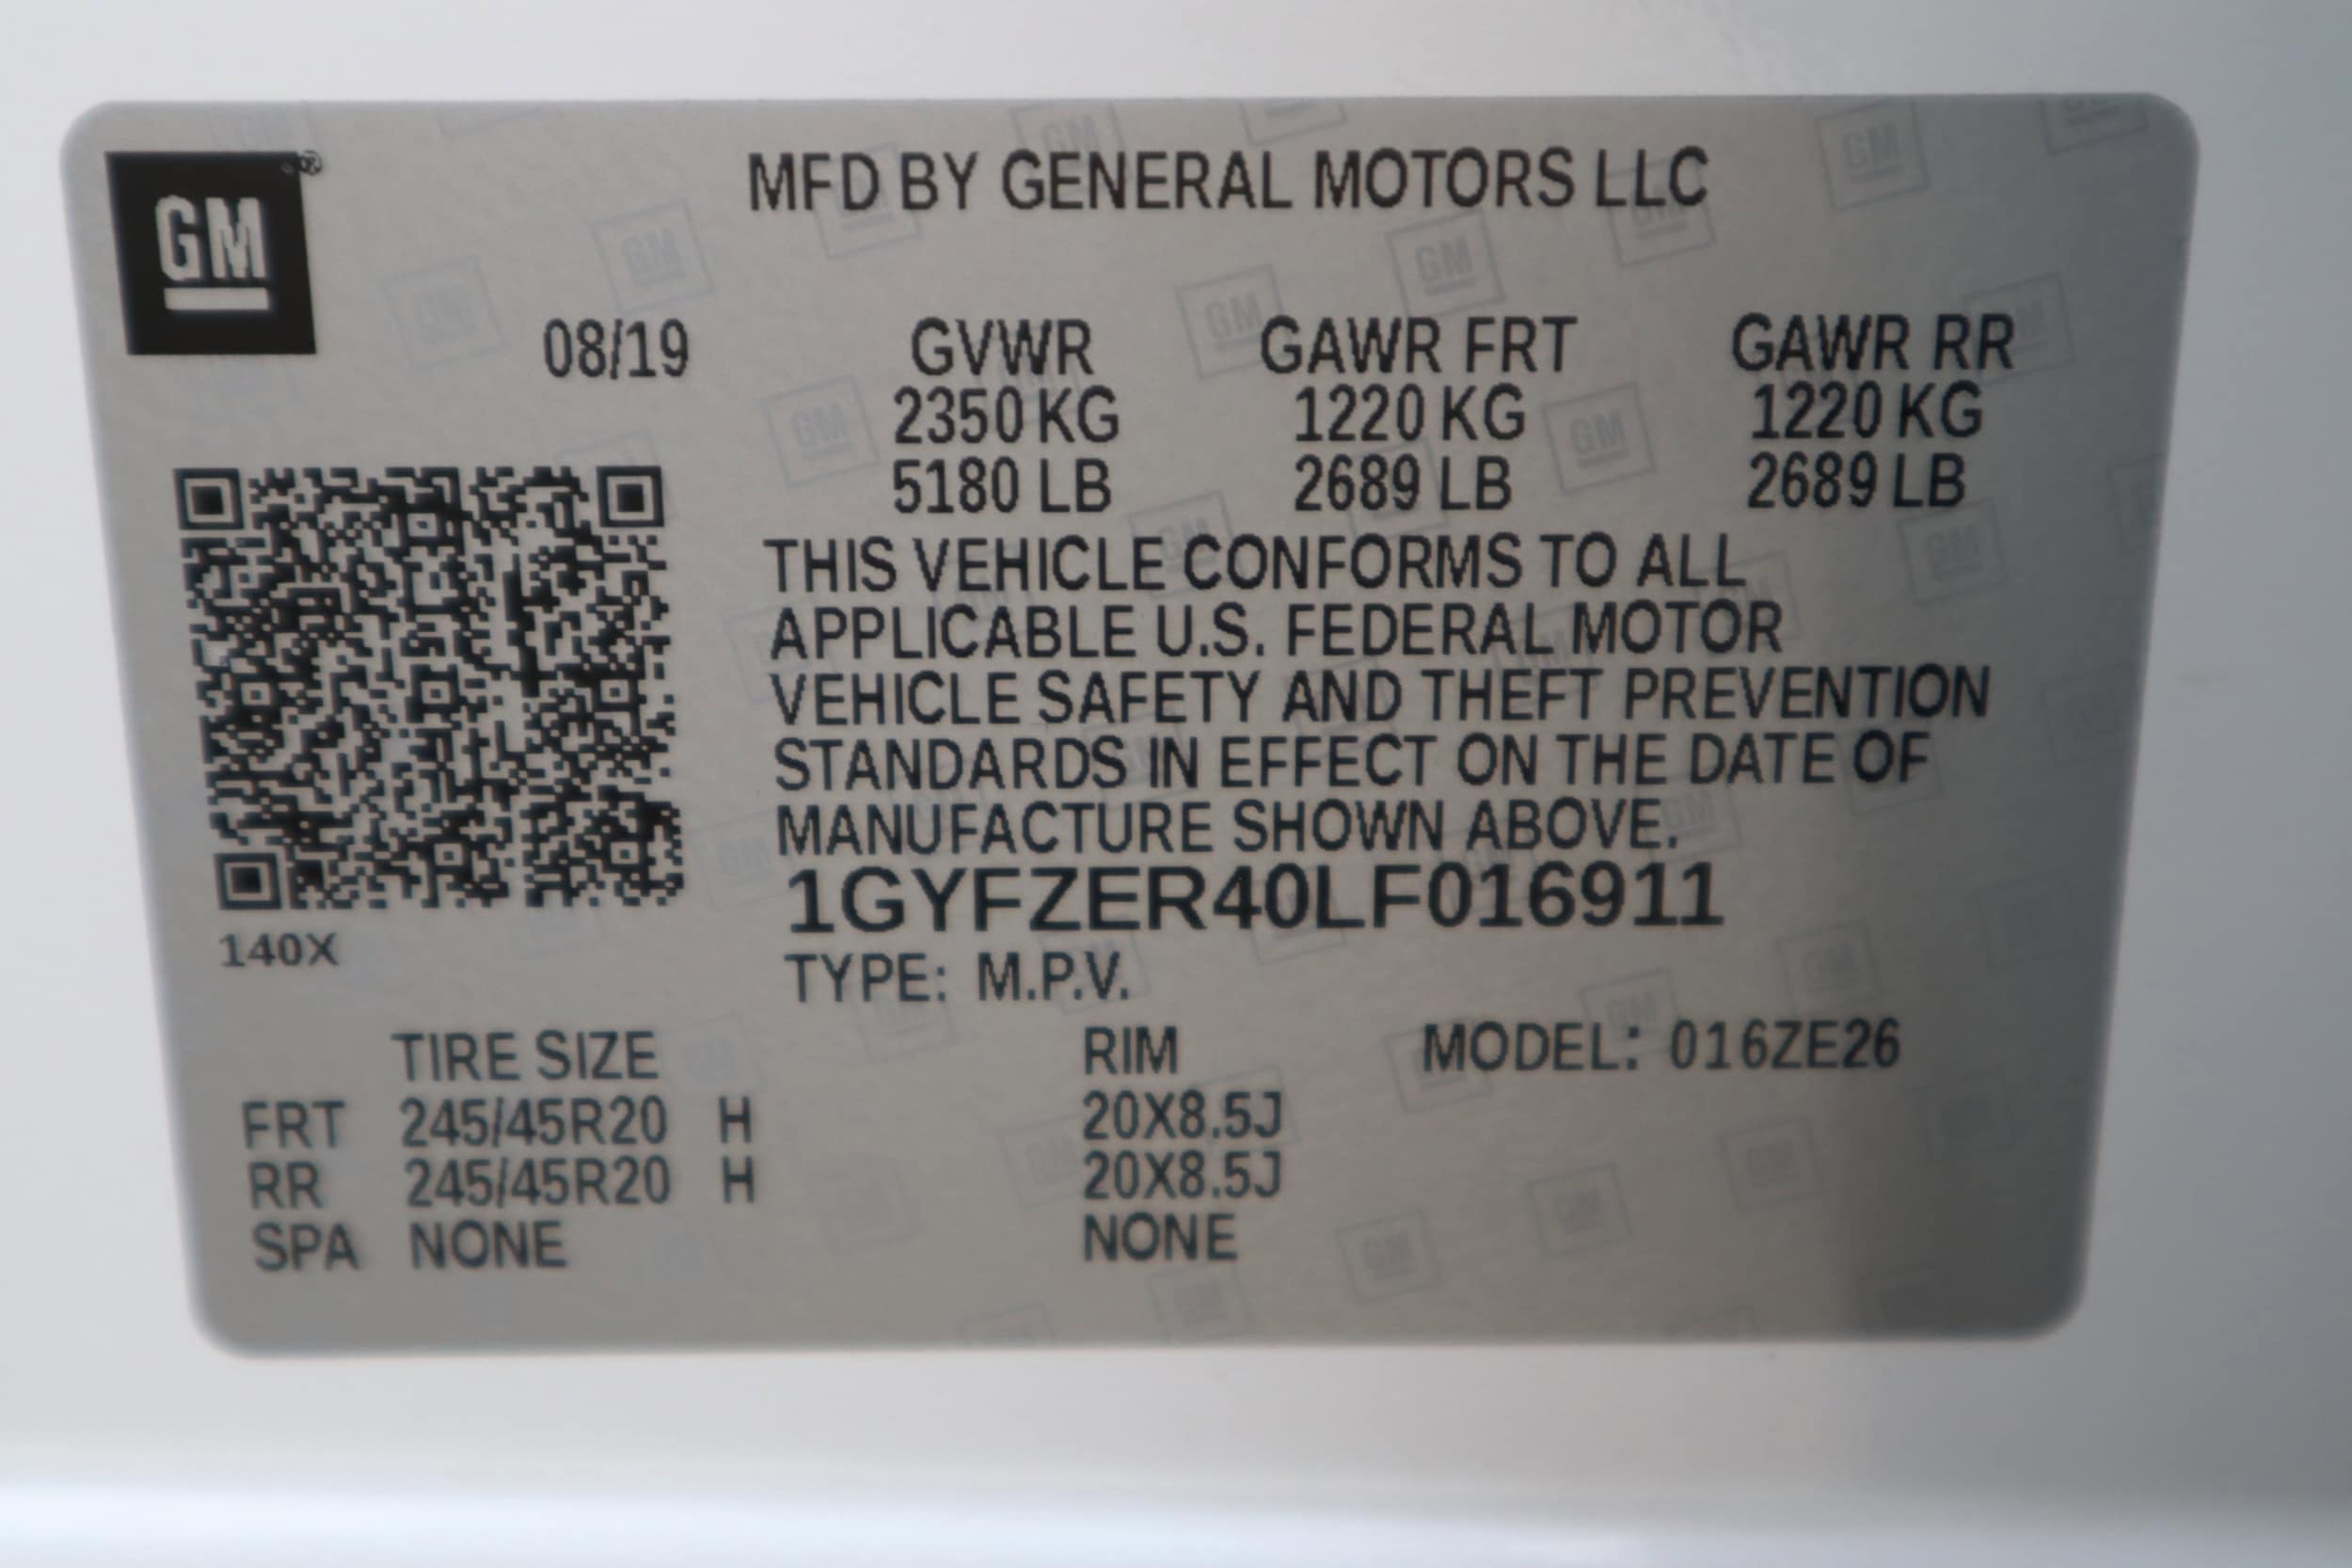 GM®
MFD BY GENERAL MOTORS LLC
08/19 GVWR GAWR FRT GAWR RR
2350 KG 1220 KG 1220 KG
5180 LB 2689 LB 2689 LB
THIS VEHICLE CONFORMS TO ALL
APPLICABLE U.S. FEDERAL MOTOR
VEHICLE SAFETY AND THEFT PREVENTION
STANDARDS IN EFFECT ON THE DATE OF
MANUFACTURE SHOWN ABOVE.
1GYFZER40LF016911
140X
TYPE: M.P.V.
TIRE SIZE RIM MODEL: 016ZE26
FRT 245/45R20 H 20X8.5J
RR 245/45R20 H 20X8.5J
SPA NONE NONE